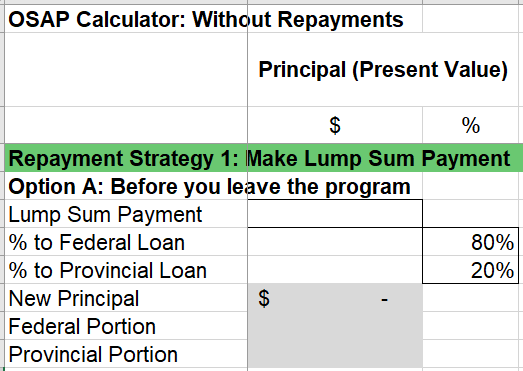 OSAP Calculator: Without Repayments
Principal (Present Value)
$ %
Repayment Strategy 1: Make Lump Sum Payment
Option A: Before you leave the program
Lump Sum Payment
% to Federal Loan 80%
% to Provincial Loan 20%
New Principal $ -
Federal Portion
Provincial Portion